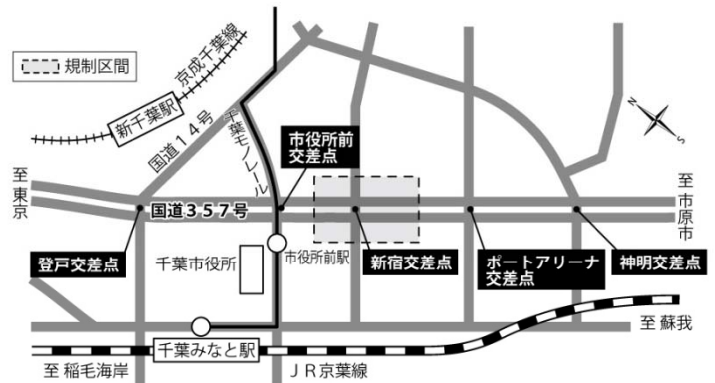 規制区間
京成千葉線
新千葉駅
国道14号
千葉モノレール
市役所前
交差点
N
S
至東京
国道357号
至市原市
登戸交差点
千葉市役所
市役所前駅
新宿交差点
ポートアリーナ
交差点
神明交差点
至 蘇我
千葉みなと駅
至 稲毛海岸
JR京葉線